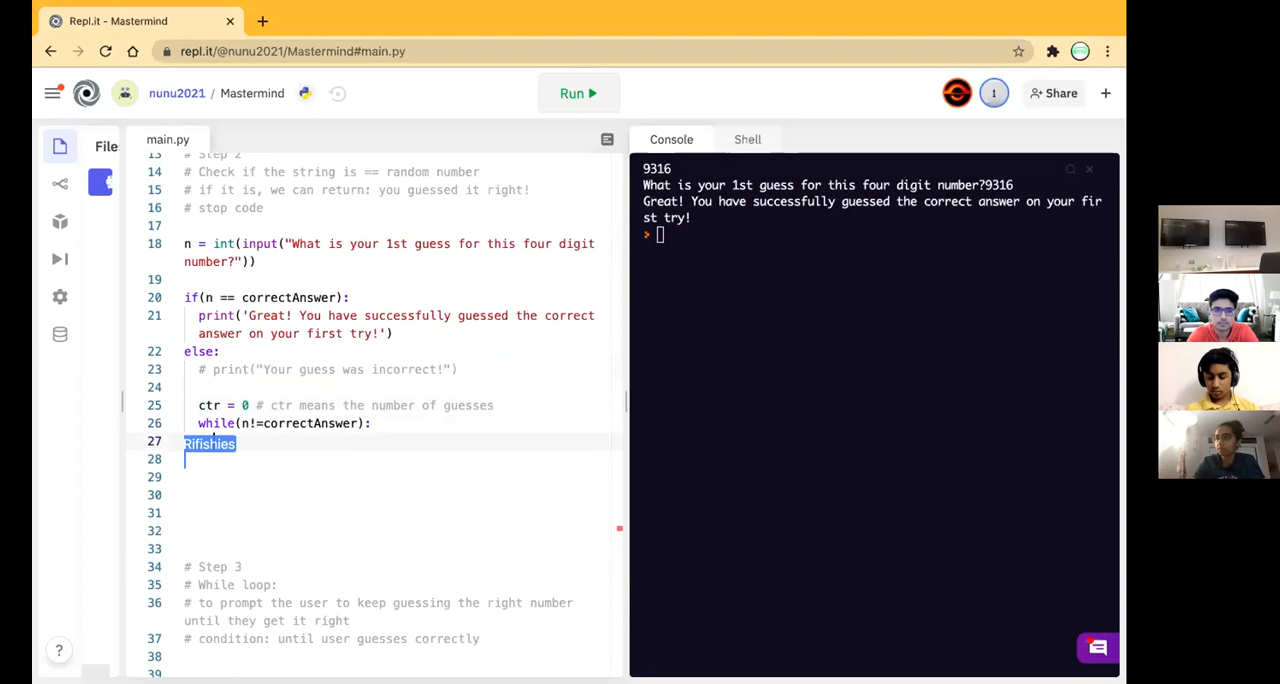 Repl.it - Mastermind
repl.it/@nunu2021/Mastermind#main.py
nunu2021 / Mastermind
Run
Share
Files
main.py
13 # Step 2
14 # Check if the string is == random number
15 # if it is, we can return: you guessed it right!
16 # stop code
17
18 n = int(input("What is your 1st guess for this four digit
number?"))
19
20 if(n == correctAnswer):
21 print('Great! You have successfully guessed the correct
answer on your first try!')
22 else:
23 # print("Your guess was incorrect!")
24
25 ctr = 0 # ctr means the number of guesses
26 while(n!=correctAnswer):
27
Rifishies
28
29
30
31
32
33
34 # Step 3
35 # While loop:
36 # to prompt the user to keep guessing the right number
until they get it right
37 # condition: until user guesses correctly
38
39
?
Console
Shell
9316
What is your 1st guess for this four digit number?9316
Great! You have successfully guessed the correct answer on your fir
st try!